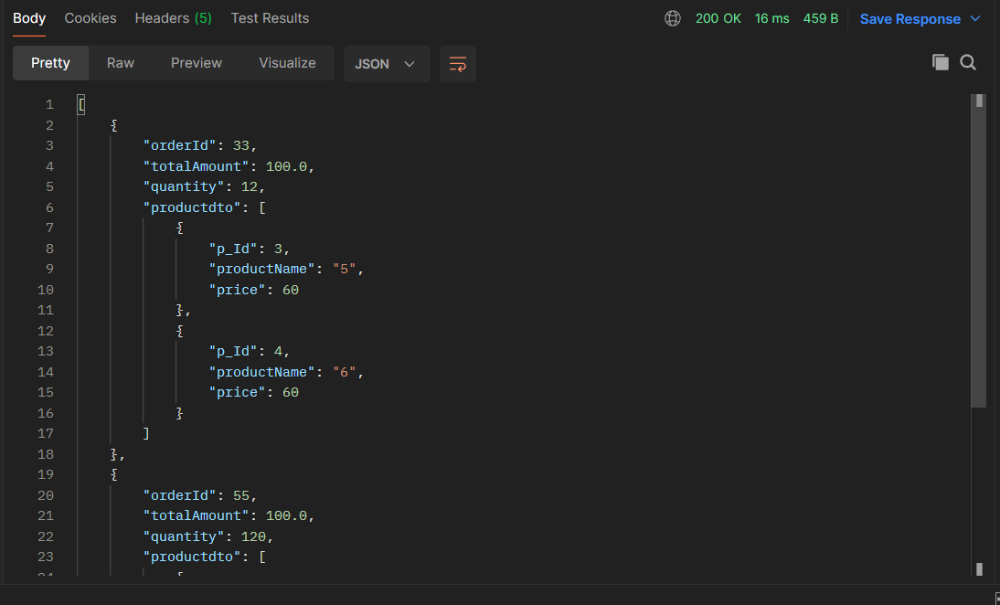 Body Cookies Headers (5) Test Results 200 OK 16 ms 459 B Save Response
Pretty Raw Preview Visualize JSON
1 [
2 {
3 "orderId": 33,
4 "totalAmount": 100.0,
5 "quantity": 12,
6 "productdto": [
7 {
8 "p_Id": 3,
9 "productName": "5",
10 "price": 60
11 },
12 {
13 "p_Id": 4,
14 "productName": "6",
15 "price": 60
16 }
17 ]
18 },
19 {
20 "orderId": 55,
21 "totalAmount": 100.0,
22 "quantity": 120,
23 "productdto": [